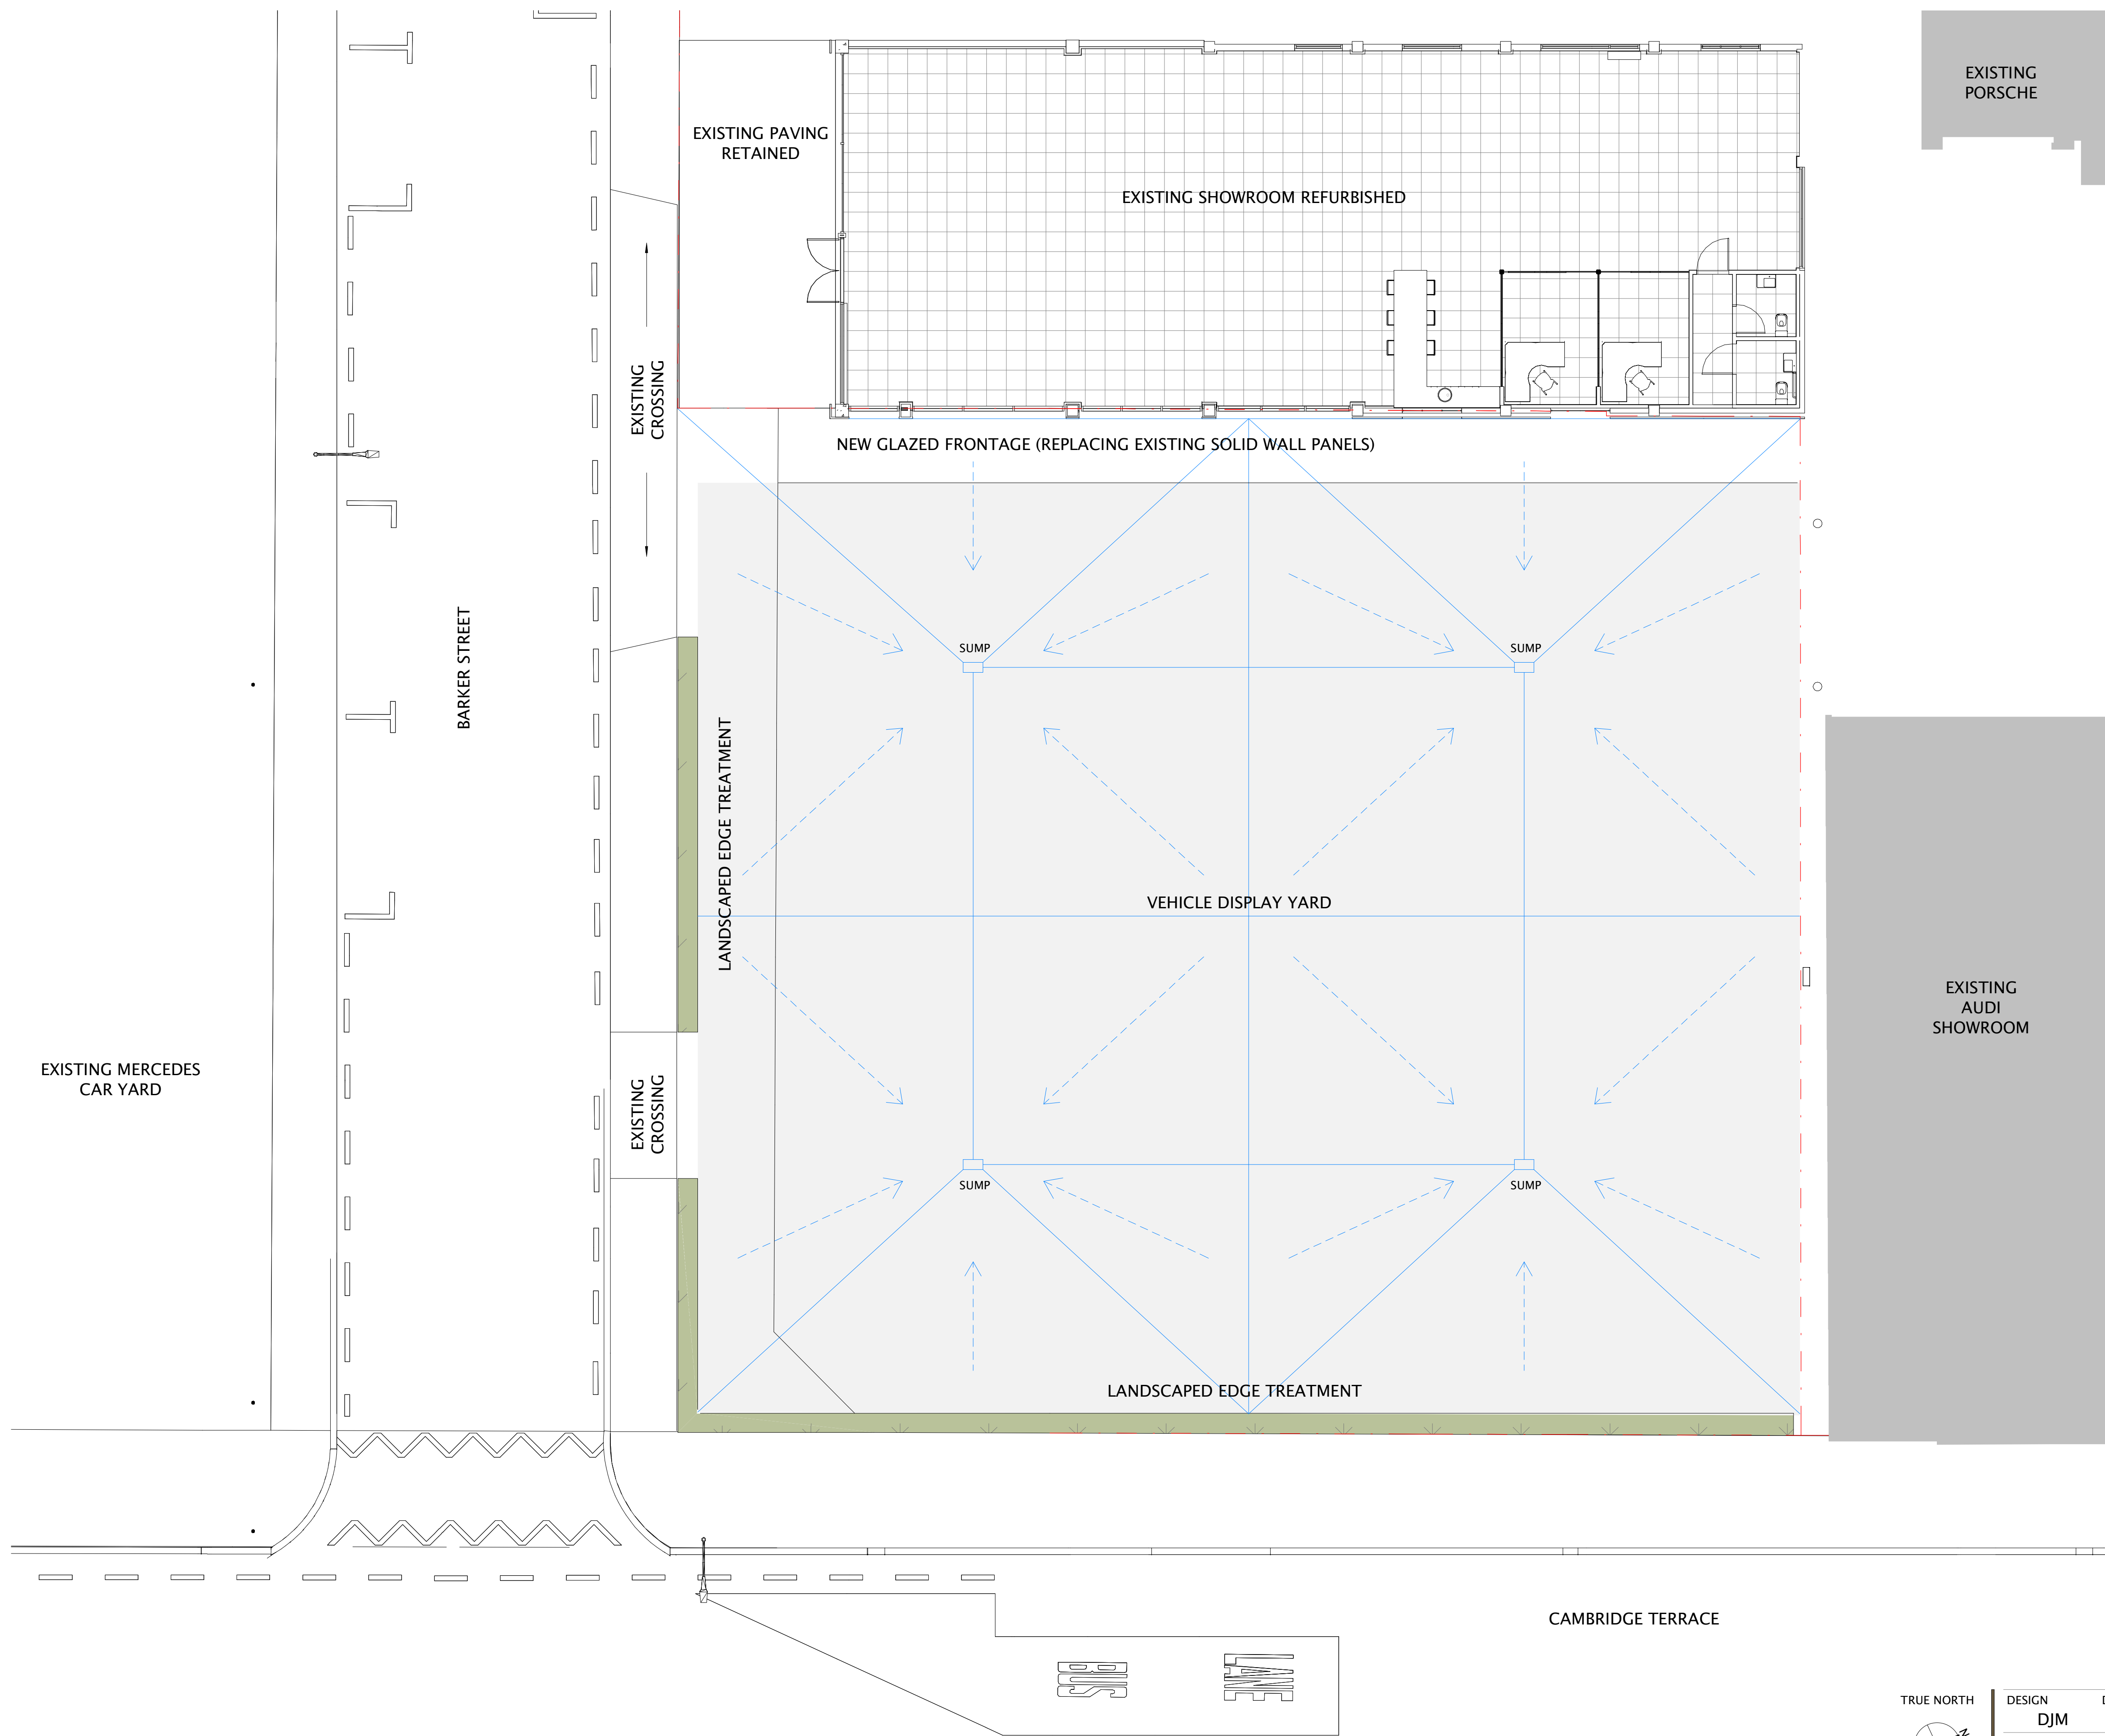 EXISTING
PORSCHE
EXISTING PAVING
RETAINED
EXISTING SHOWROOM REFURBISHED
EXISTING
CROSSING
NEW GLAZED FRONTAGE (REPLACING EXISTING SOLID WALL PANELS)
SUMP
SUMP
BARKER STREET
LANDSCAPED EDGE TREATMENT
VEHICLE DISPLAY YARD
EXISTING
AUDI
SHOWROOM
EXISTING MERCEDES
CAR YARD
EXISTING
CROSSING
SUMP
SUMP
LANDSCAPED EDGE TREATMENT
CAMBRIDGE TERRACE
BUS
LANE
TRUE NORTH
DESIGN
DJM
N